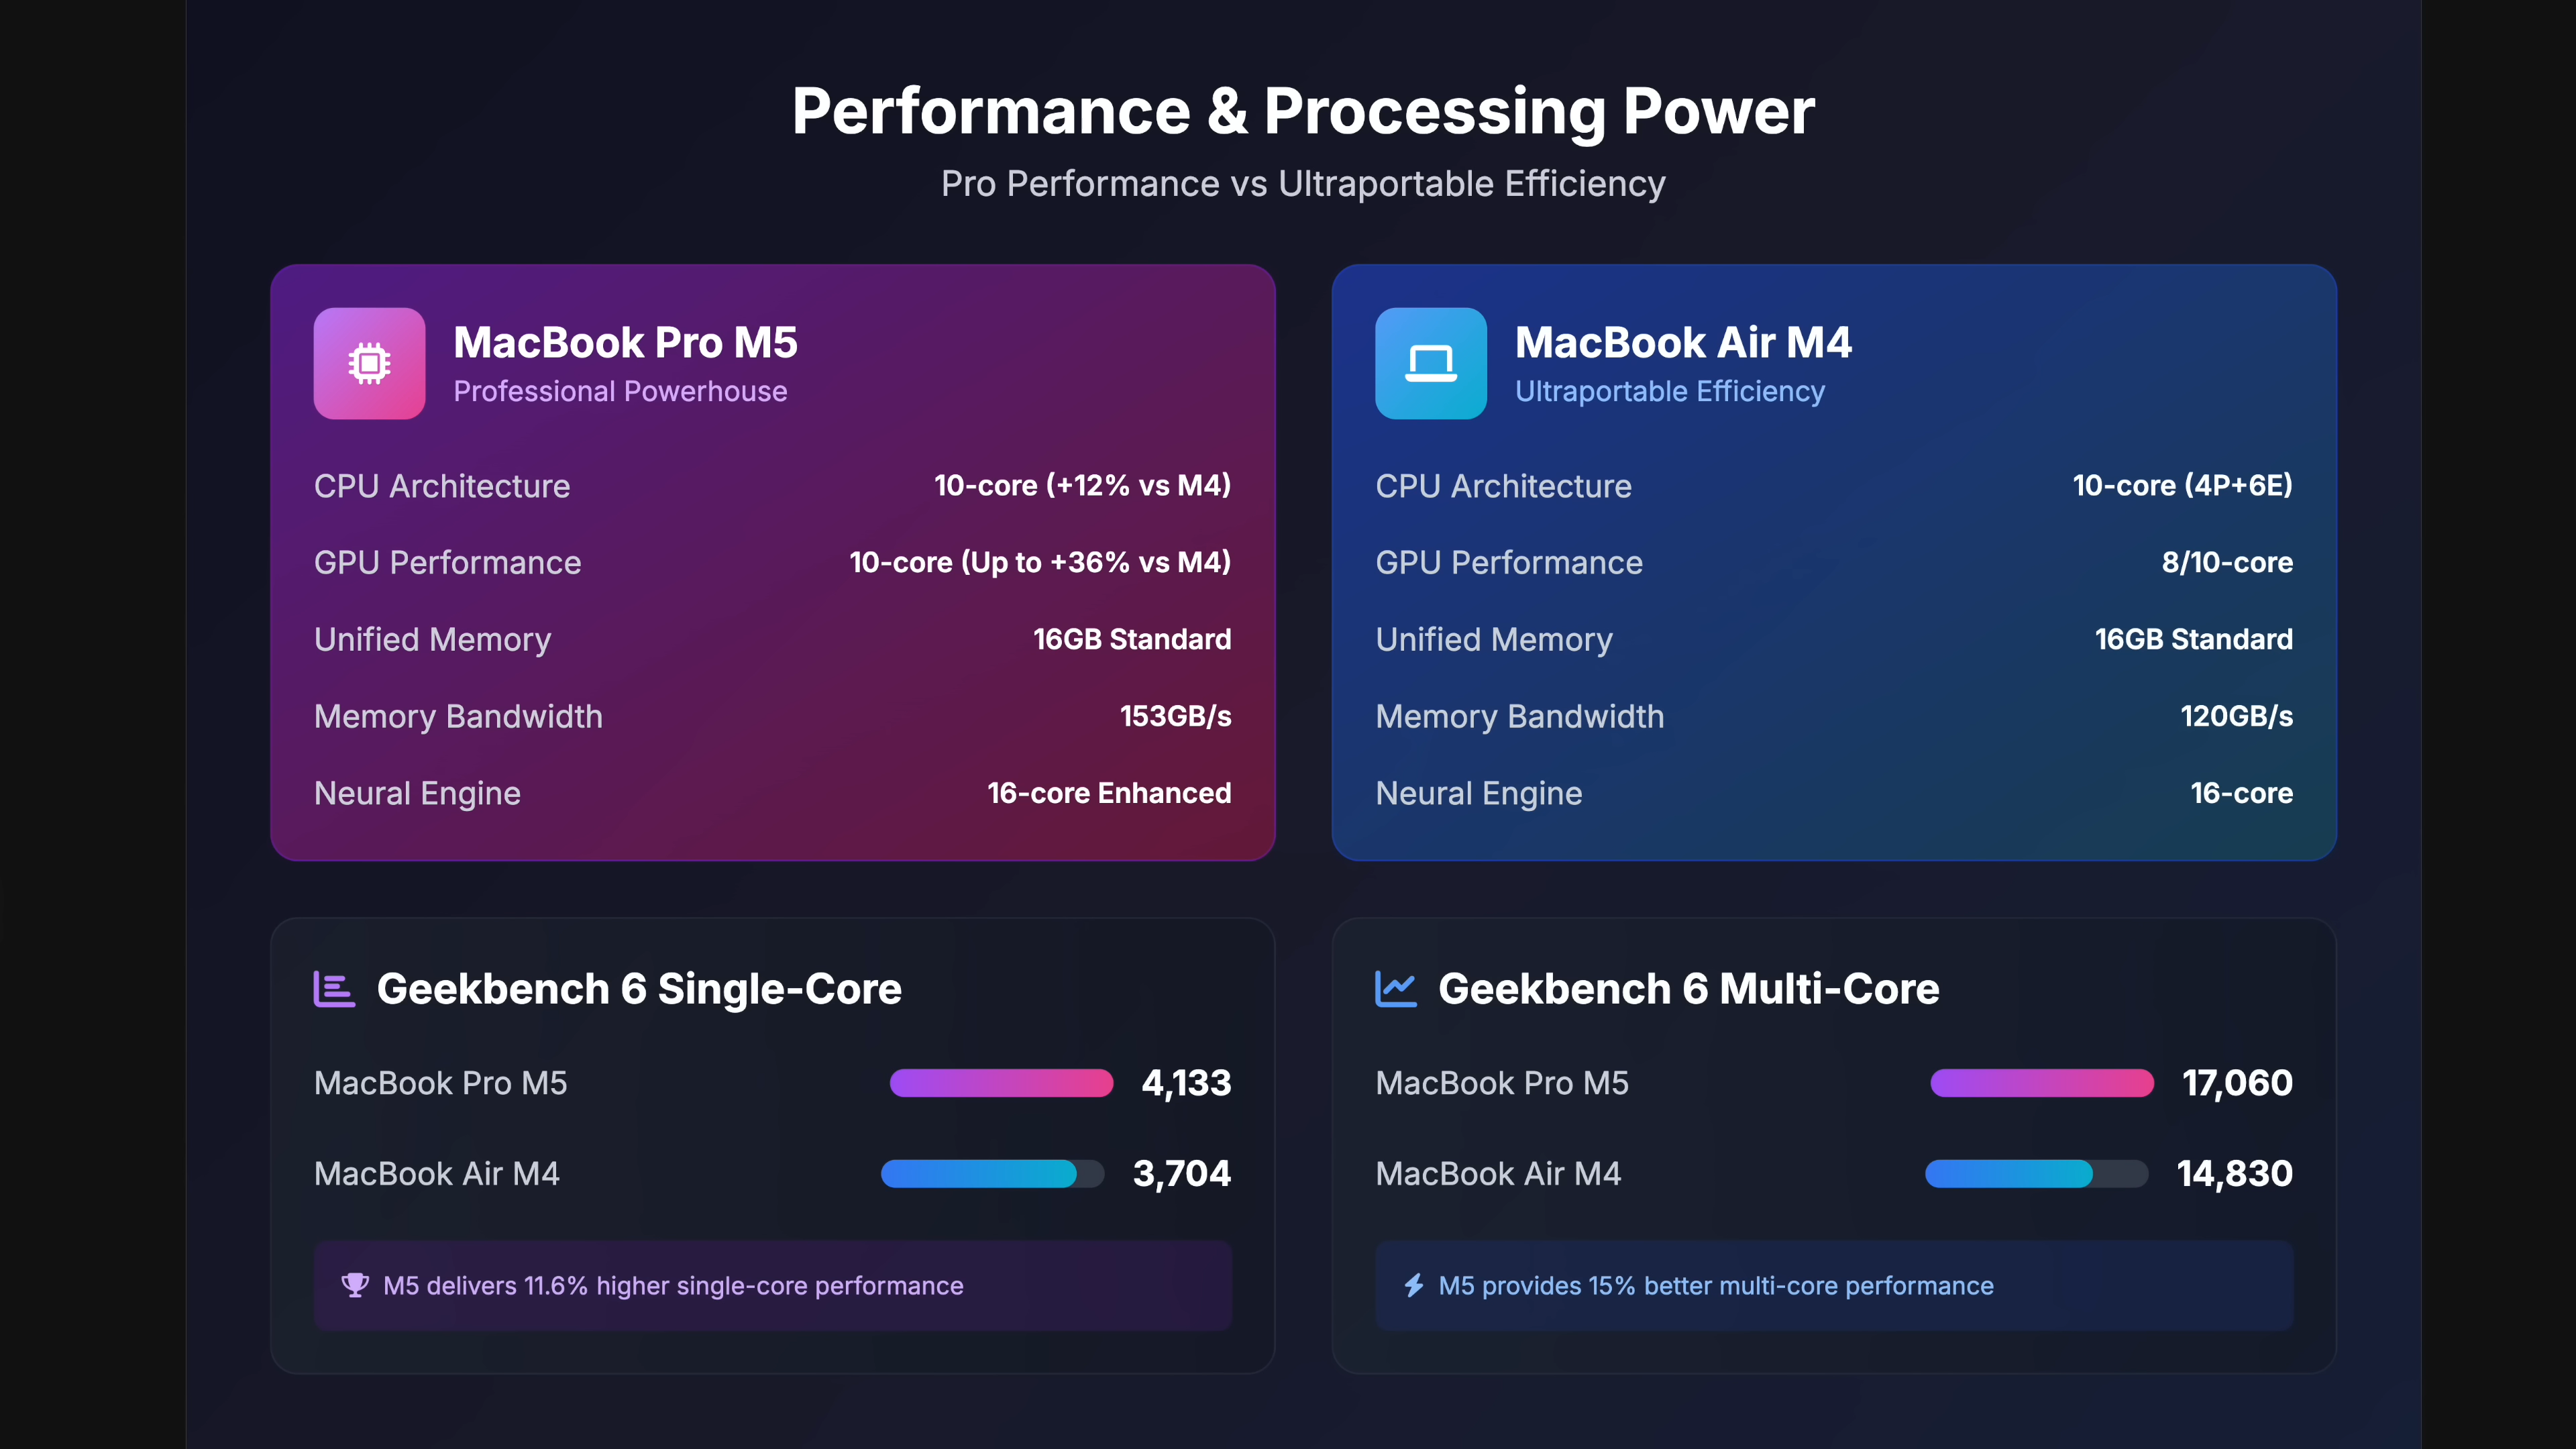 Performance & Processing Power
Pro Performance vs Ultraportable Efficiency
MacBook Pro M5
Professional Powerhouse
CPU Architecture 10-core (+12% vs M4)
GPU Performance 10-core (Up to +36% vs M4)
Unified Memory 16GB Standard
Memory Bandwidth 153GB/s
Neural Engine 16-core Enhanced
MacBook Air M4
Ultraportable Efficiency
CPU Architecture 10-core (4P+6E)
GPU Performance 8/10-core
Unified Memory 16GB Standard
Memory Bandwidth 120GB/s
Neural Engine 16-core
Geekbench 6 Single-Core
MacBook Pro M5 4,133
MacBook Air M4 3,704
M5 delivers 11.6% higher single-core performance
Geekbench 6 Multi-Core
MacBook Pro M5 17,060
MacBook Air M4 14,830
M5 provides 15% better multi-core performance